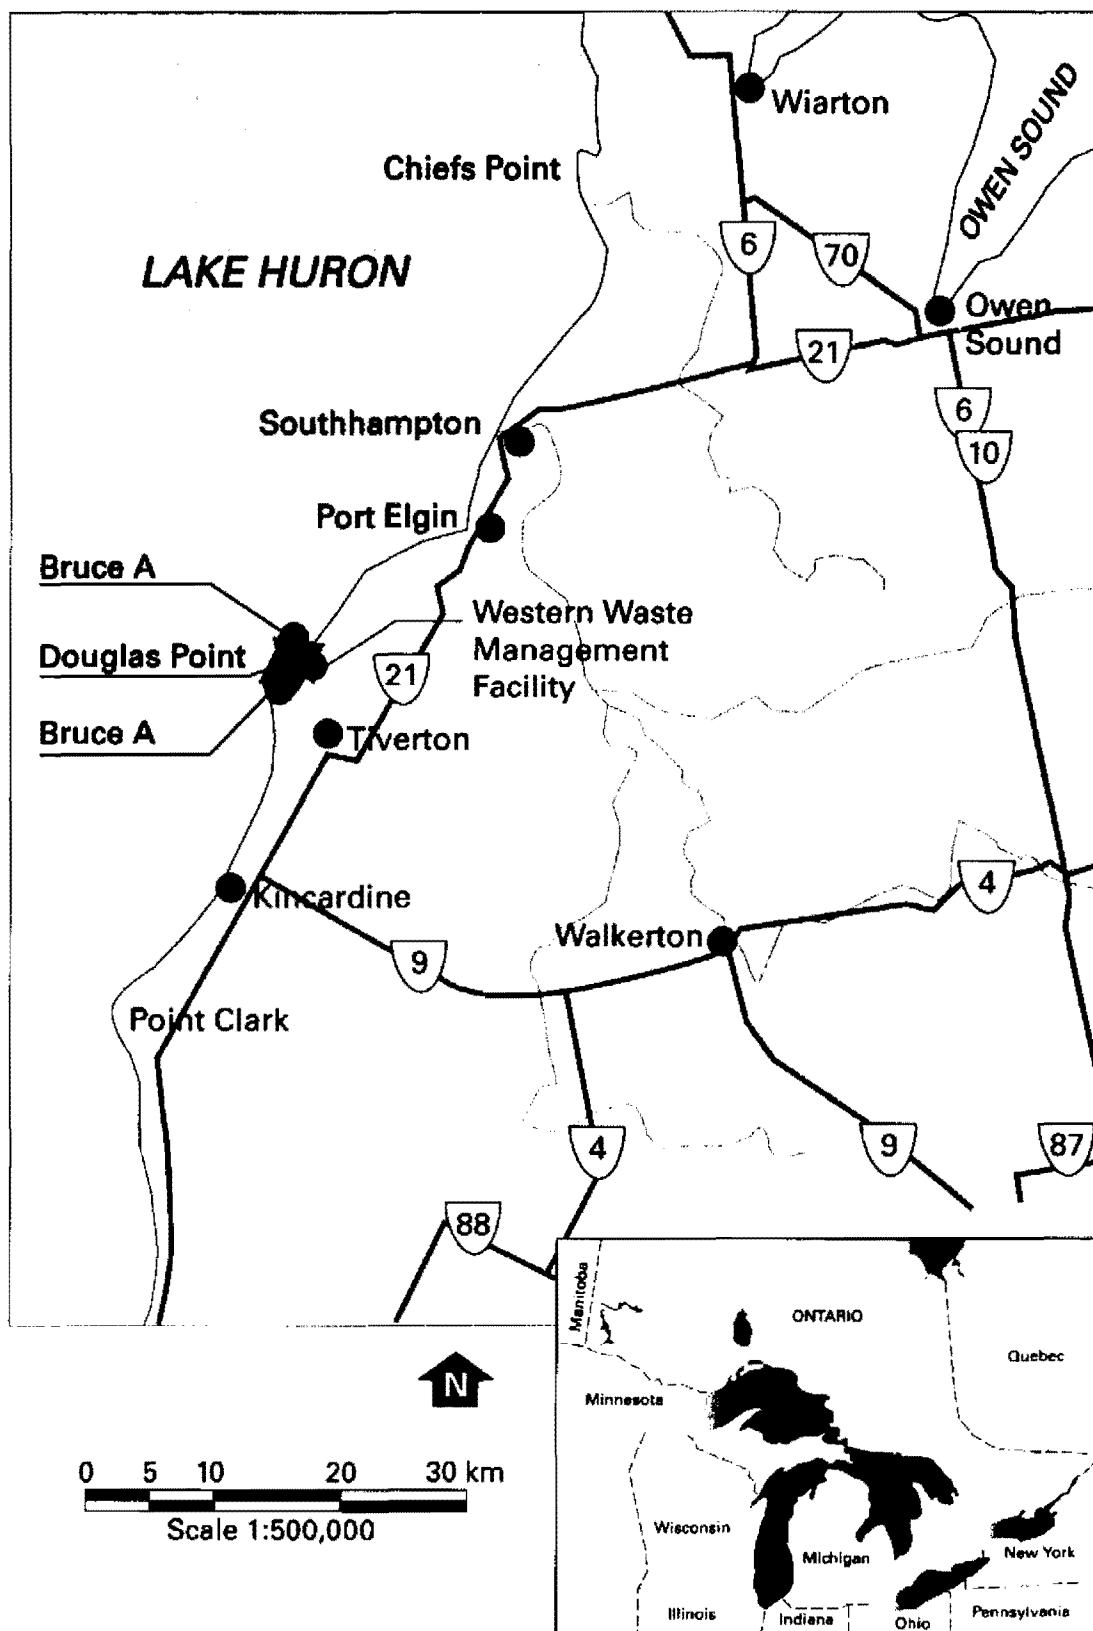 Wiarton
OWEN SOUND
Chiefs Point
6
70
LAKE HURON
Owen
Sound
21
6
10
Southhampton
Port Elgin
Bruce A
Western Waste
Management
Facility
Douglas Point
21
Bruce A
Tiverton
4
Kincardine
Walkerton
9
Point Clark
4
9
87
88
N
0 5 10 20 30 km
Scale 1:500,000
Manitoba
ONTARIO
Quebec
Minnesota
Wisconsin
Michigan
New York
Illinois
Indiana
Ohio
Pennsylvania